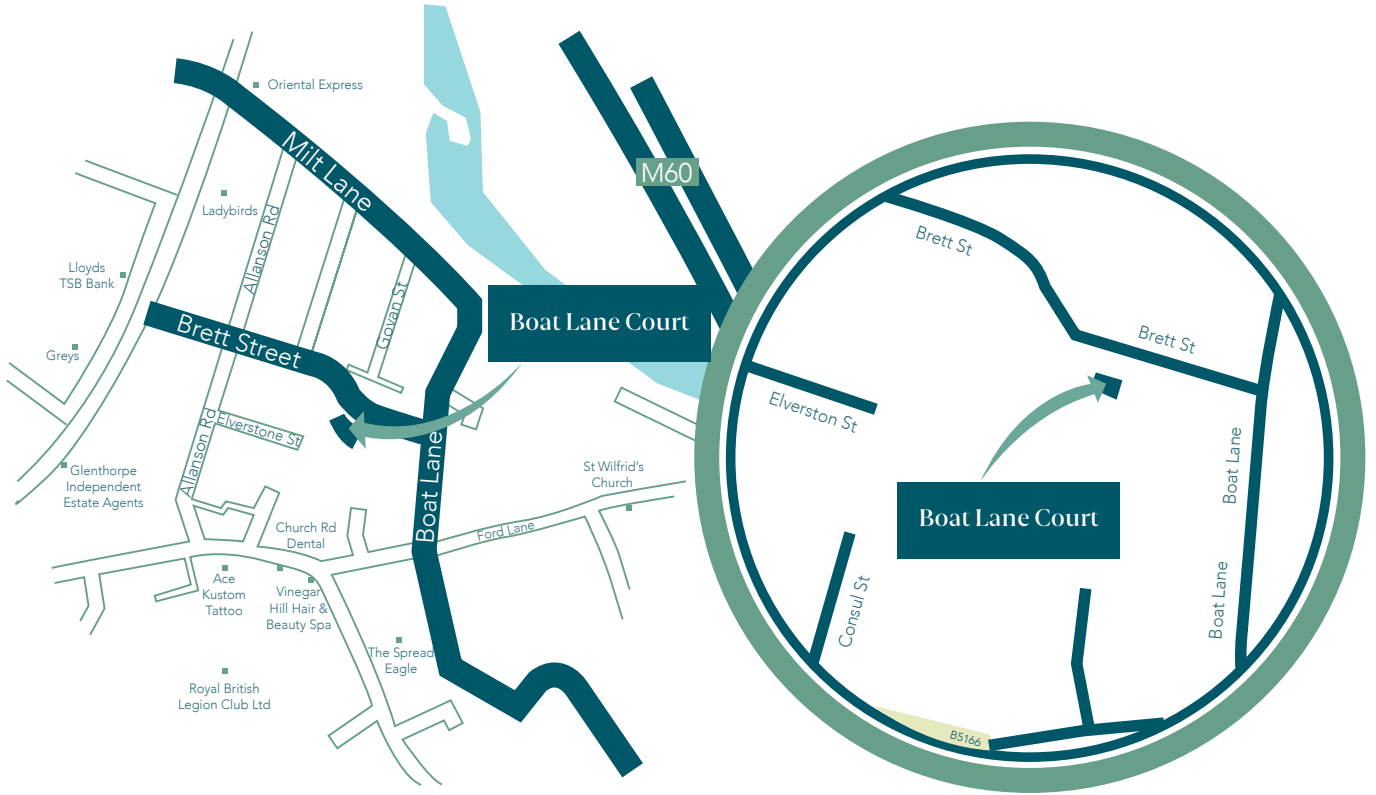 Oriental Express
Milt Lane
M60
Ladybirds
Allanson Rd
Lloyds
TSB Bank
Govan St
Boat Lane Court
Brett Street
Greys
Allanson Rd
Elverstone St
Glenthorpe
Independent
Estate Agents
Boat Lane
St Wilfrid's
Church
Church Rd
Dental
Ford Lane
Ace
Kustom
Tattoo
Vinegar
Hill Hair &
Beauty Spa
The Spread
Eagle
Royal British
Legion Club Ltd
Brett St
Brett St
Elverston St
Boat Lane
Boat Lane Court
Consul St
Boat Lane
B5166